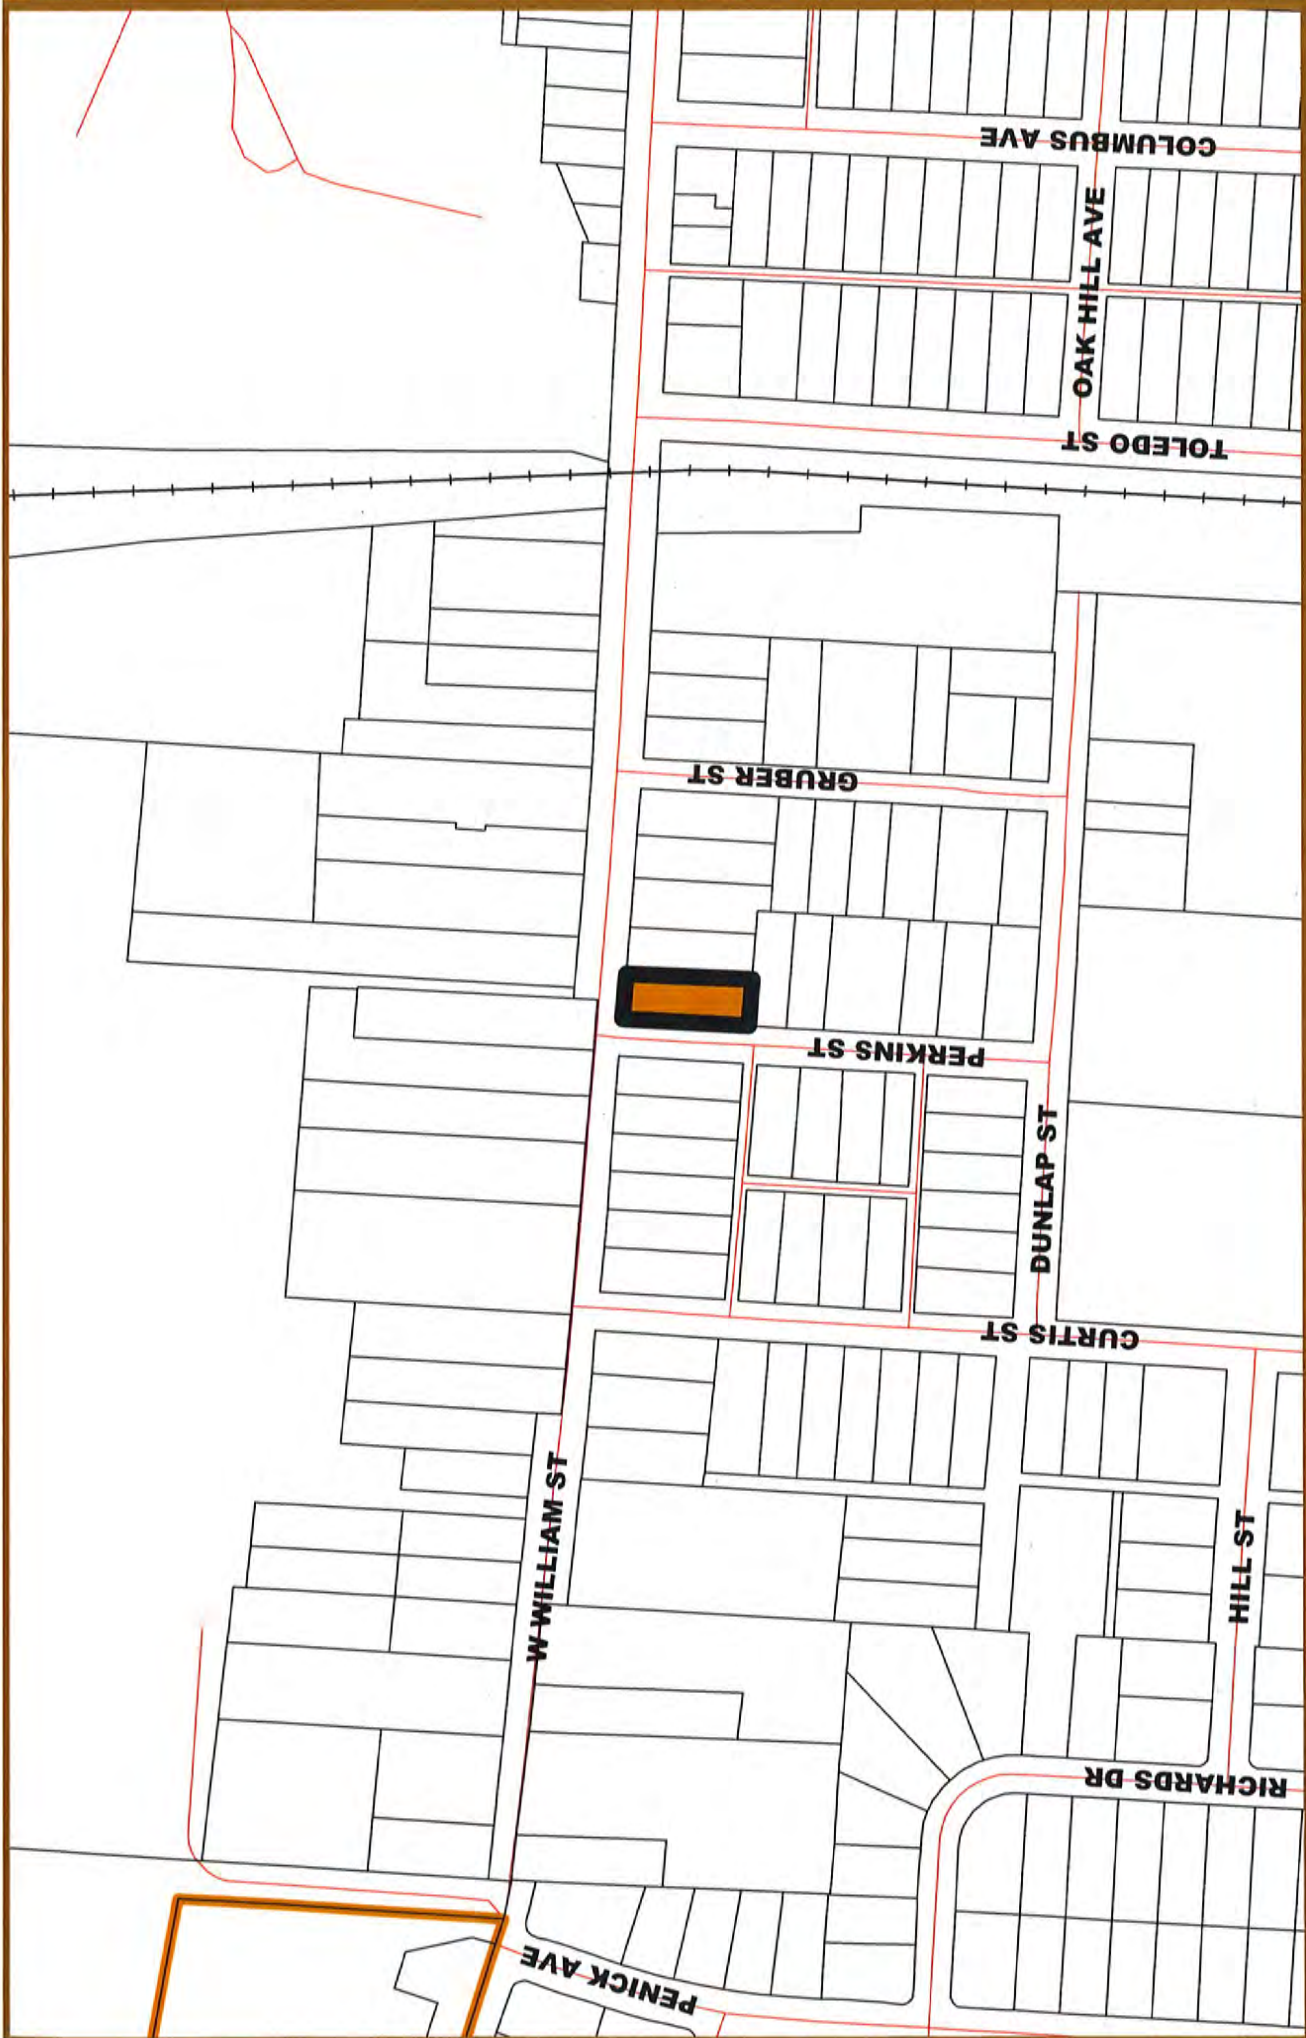 COLUMBUS AVE
OAK HILL AVE
TOLEDO ST
GRUBER ST
PERKINS ST
DUNLAP ST
CURTIS ST
W WILLIAM ST
HILL ST
RICHARDS DR
PENICK AVE